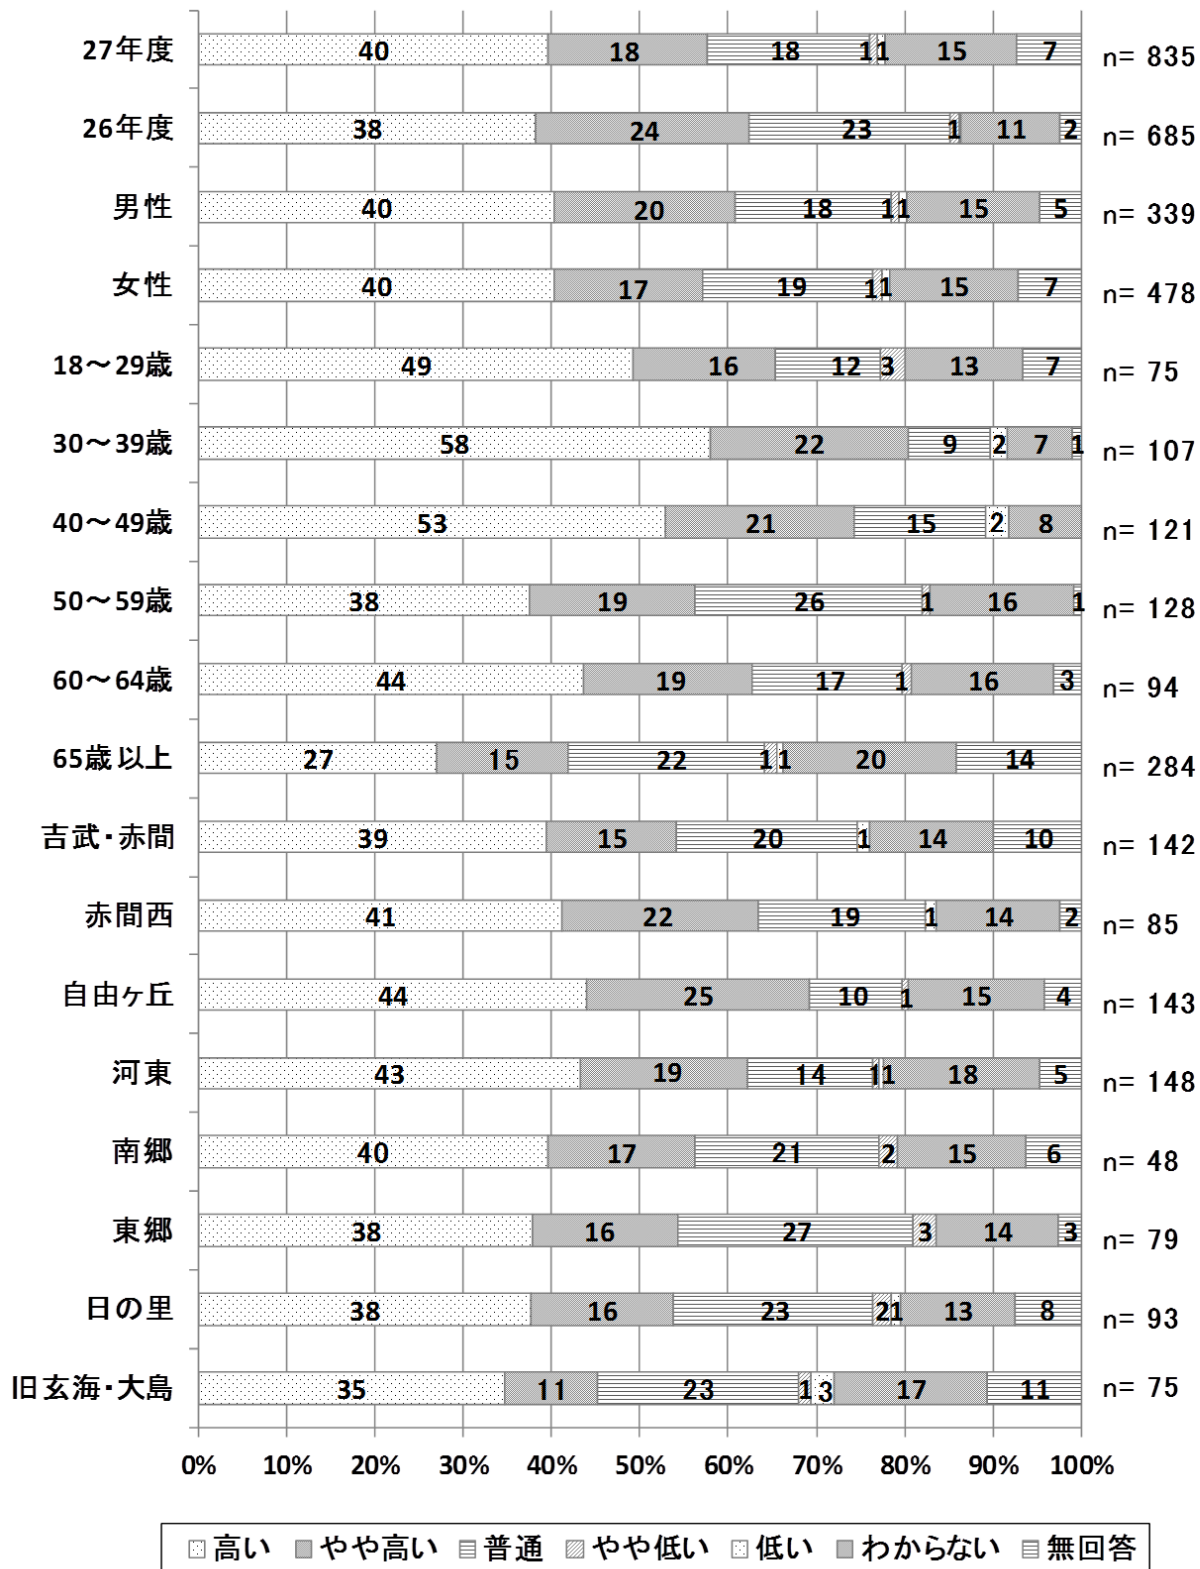 27年度 40 18 18 1 1 15 7 n= 835
26年度 38 24 23 1 11 2 n= 685
男性 40 20 18 1 1 15 5 n= 339
女性 40 17 19 1 1 15 7 n= 478
18～29歳 49 16 12 3 13 7 n= 75
30～39歳 58 22 9 2 7 1 n= 107
40～49歳 53 21 15 2 8 n= 121
50～59歳 38 19 26 1 16 1 n= 128
60～64歳 44 19 17 1 16 3 n= 94
65歳以上 27 15 22 1 1 20 14 n= 284
吉武・赤間 39 15 20 1 14 10 n= 142
赤間西 41 22 19 1 14 2 n= 85
自由ヶ丘 44 25 10 1 15 4 n= 143
河東 43 19 14 1 1 18 5 n= 148
南郷 40 17 21 2 15 6 n= 48
東郷 38 16 27 3 14 3 n= 79
日の里 38 16 23 2 1 13 8 n= 93
旧玄海・大島 35 11 23 1 3 17 11 n= 75
0% 10% 20% 30% 40% 50% 60% 70% 80% 90% 100%
高い やや高い 普通 やや低い 低い わからない 無回答